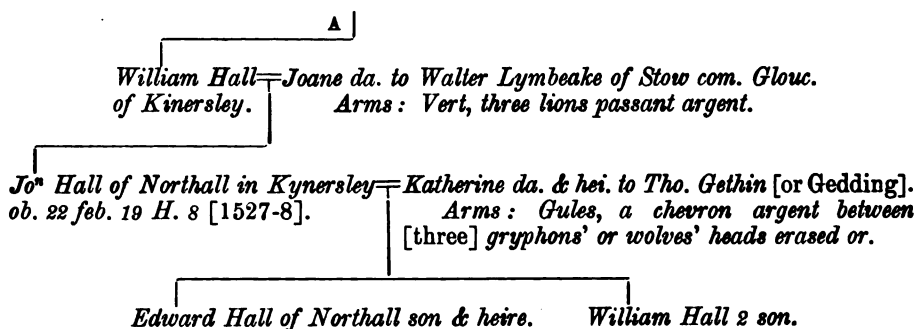 A
William Hall=Joane da. to Walter Lymbeake of Stow com. Glouc.
of Kinersley. Arms: Vert, three lions passant argent.
Joⁿ Hall of Northall in Kynersley=Katherine da. & hei. to Tho. Gethin [or Gedding].
ob. 22 feb. 19 H. 8 [1527-8]. Arms: Gules, a chevron argent between
[three] gryphons' or wolves' heads erased or.
Edward Hall of Northall son & heire. William Hall 2 son.